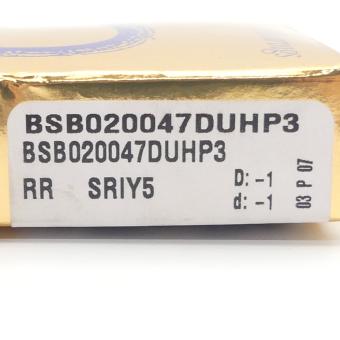 BSB020047DUHP3
BSB020047DUHP3
RR SRIY5
D: -1
d: -1
03 P 07